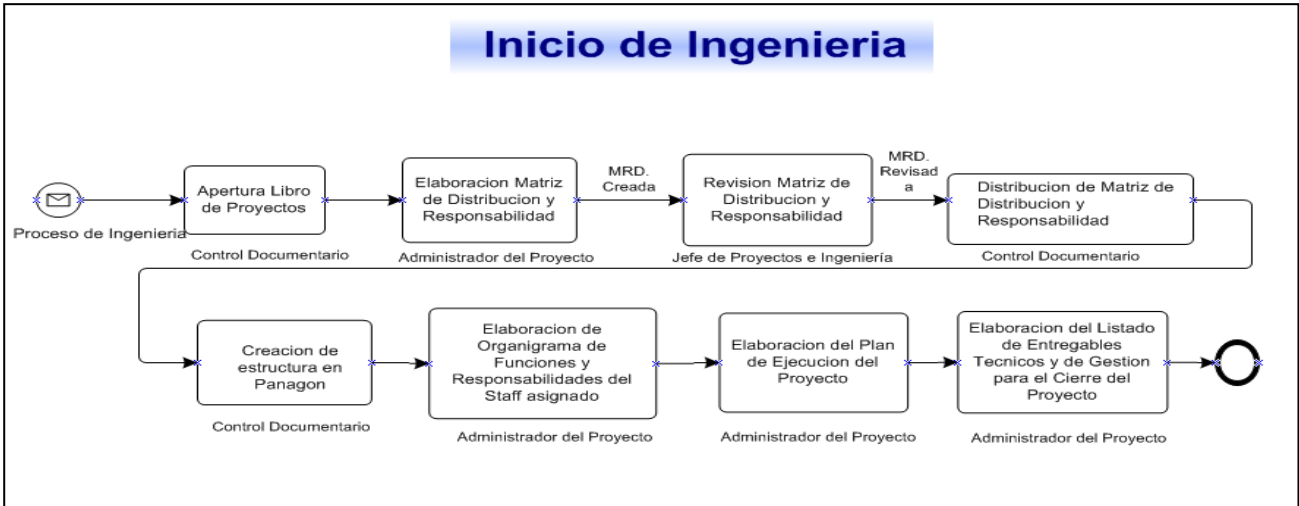 Inicio de Ingenieria
Proceso de Ingenieria
Apertura Libro
de Proyectos
Control Documentario
Elaboracion Matriz
de Distribucion y
Responsabilidad
Administrador del Proyecto
MRD.
Creada
Revision Matriz de
Distribucion y
Responsabilidad
Jefe de Proyectos e Ingeniería
MRD.
Revisad
a
Distribucion de Matriz de
Distribucion y
Responsabilidad
Control Documentario
Creacion de
estructura en
Panagon
Control Documentario
Elaboracion de
Organigrama de
Funciones y
Responsabilidades del
Staff asignado
Administrador del Proyecto
Elaboracion del Plan
de Ejecucion del
Proyecto
Administrador del Proyecto
Elaboracion del Listado
de Entregables
Tecnicos y de Gestion
para el Cierre del
Proyecto
Administrador del Proyecto